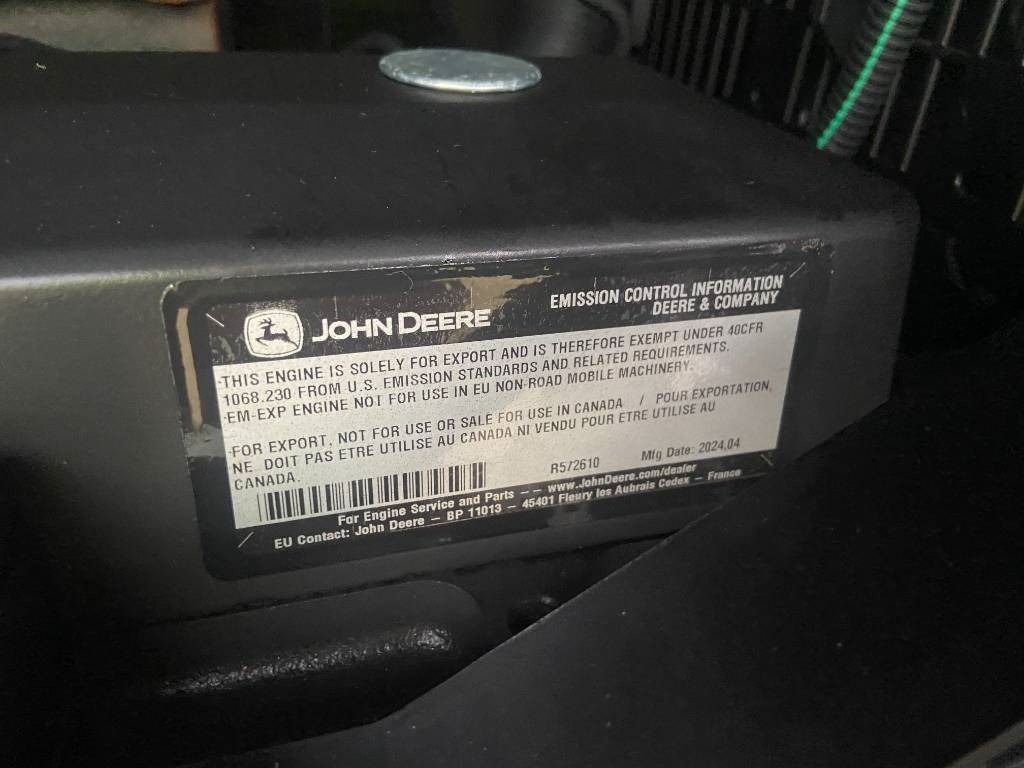 EMISSION CONTROL INFORMATION
JOHN DEERE
DEERE & COMPANY
·THIS ENGINE IS SOLELY FOR EXPORT AND IS THEREFORE EXEMPT UNDER 40CFR
1068.230 FROM U.S. EMISSION STANDARDS AND RELATED REQUIREMENTS.
·EM-EXP ENGINE NOT FOR USE IN EU NON-ROAD MOBILE MACHINERY.
·FOR EXPORT, NOT FOR USE OR SALE FOR USE IN CANADA / POUR EXPORTATION,
NE. DOIT PAS ETRE UTILISE AU CANADA NI VENDU POUR ETRE UTILISE AU
CANADA.
R572610 Mfg Date: 2024.04
For Engine Service and Parts -- www.JohnDeere.com/dealer
EU Contact: John Deere – BP 11013 – 45401 Fleury les Aubrais Cedex – France